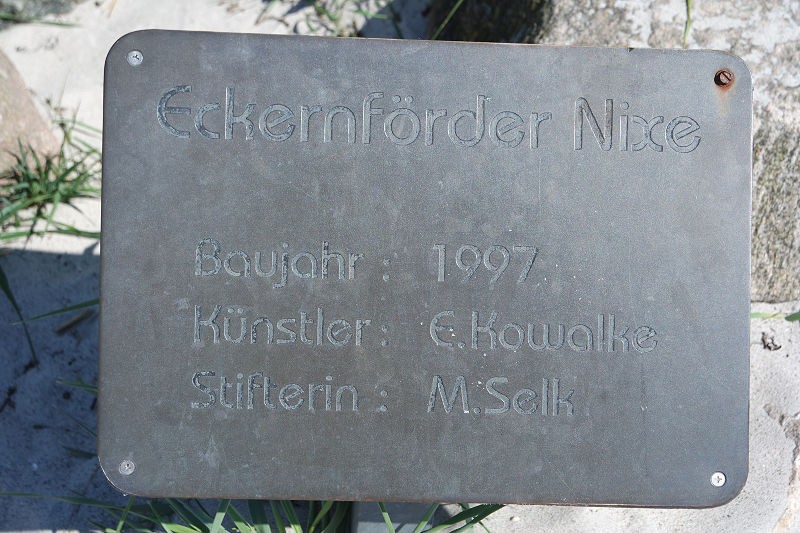 Eckernförder Nixe
Baujahr : 1997
Künstler : E.Kowalke
Stifterin : M.Selk